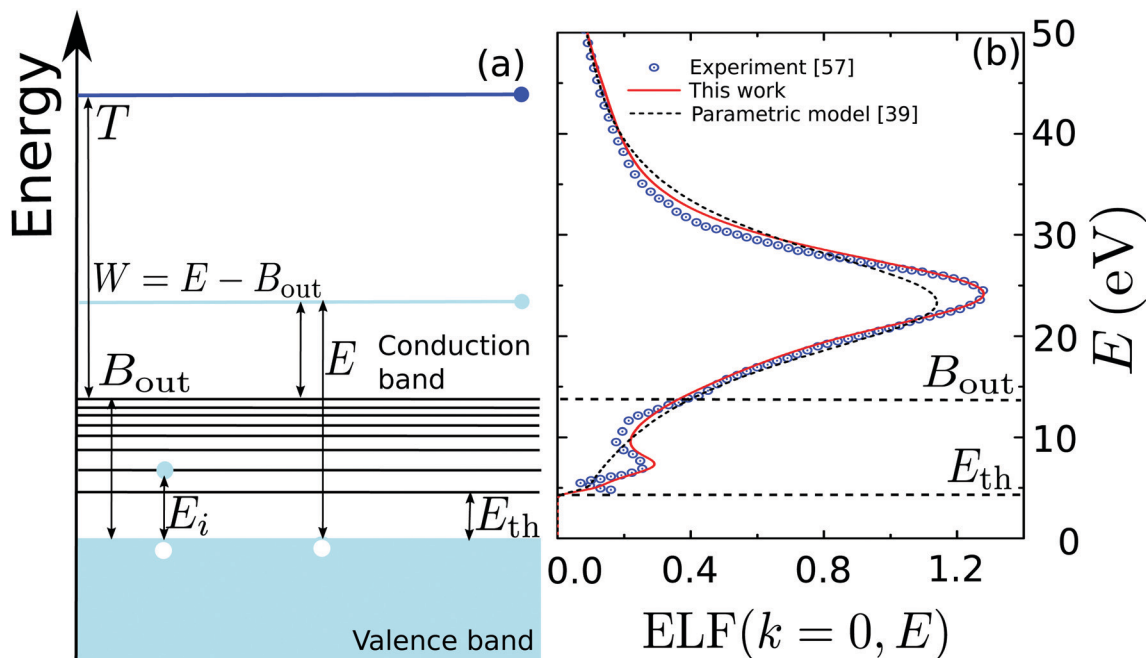 Energy
(a)
T
W = E − B_out
E
Conduction
band
B_out
E_i
E_th
Valence band
(b)
Experiment [57]
This work
Parametric model [39]
50
40
30
20
10
0
E (eV)
B_out
E_th
0.0 0.4 0.8 1.2
ELF(k = 0, E)